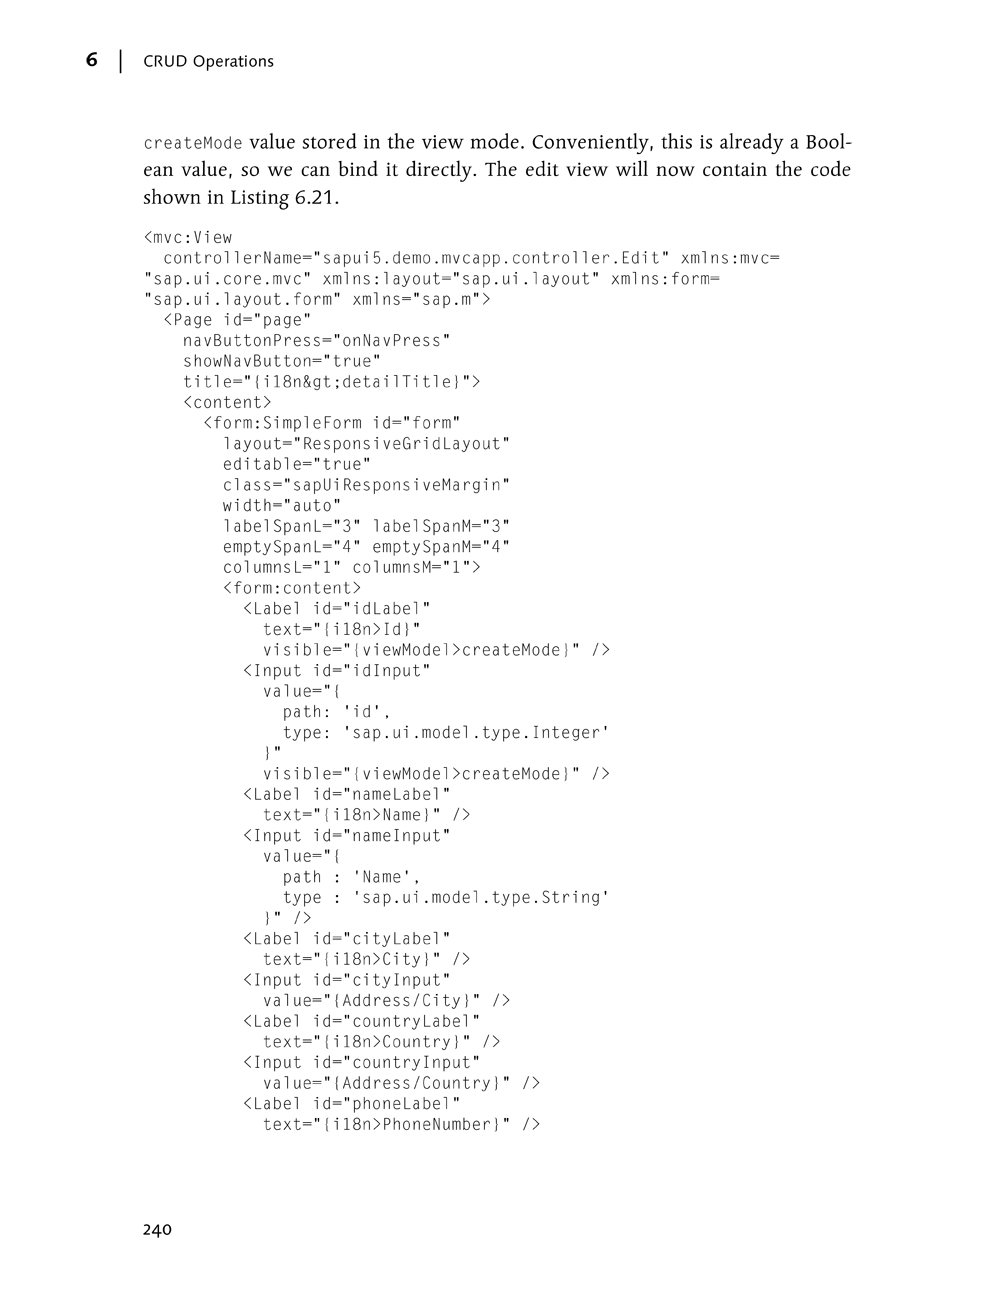 6 | CRUD Operations
createMode value stored in the view mode. Conveniently, this is already a Bool-
ean value, so we can bind it directly. The edit view will now contain the code
shown in Listing 6.21.
<mvc:View
  controllerName="sapui5.demo.mvcapp.controller.Edit" xmlns:mvc=
"sap.ui.core.mvc" xmlns:layout="sap.ui.layout" xmlns:form=
"sap.ui.layout.form" xmlns="sap.m">
  <Page id="page"
    navButtonPress="onNavPress"
    showNavButton="true"
    title="{i18n&gt;detailTitle}">
    <content>
      <form:SimpleForm id="form"
        layout="ResponsiveGridLayout"
        editable="true"
        class="sapUiResponsiveMargin"
        width="auto"
        labelSpanL="3" labelSpanM="3"
        emptySpanL="4" emptySpanM="4"
        columnsL="1" columnsM="1">
        <form:content>
          <Label id="idLabel"
            text="{i18n>Id}"
            visible="{viewModel>createMode}" />
          <Input id="idInput"
            value="{
              path: 'id',
              type: 'sap.ui.model.type.Integer'
            }"
            visible="{viewModel>createMode}" />
          <Label id="nameLabel"
            text="{i18n>Name}" />
          <Input id="nameInput"
            value="{
              path : 'Name',
              type : 'sap.ui.model.type.String'
            }" />
          <Label id="cityLabel"
            text="{i18n>City}" />
          <Input id="cityInput"
            value="{Address/City}" />
          <Label id="countryLabel"
            text="{i18n>Country}" />
          <Input id="countryInput"
            value="{Address/Country}" />
          <Label id="phoneLabel"
            text="{i18n>PhoneNumber}" />
240